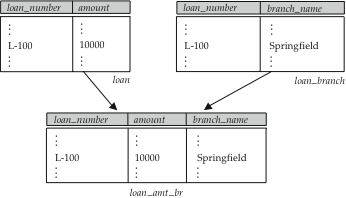 loan_number amount
⋮ ⋮
L-100 10000
⋮ ⋮
loan
loan_number branch_name
⋮ ⋮
L-100 Springfield
⋮ ⋮
loan_branch
loan_number amount branch_name
⋮ ⋮ ⋮
L-100 10000 Springfield
⋮ ⋮ ⋮
loan_amt_br